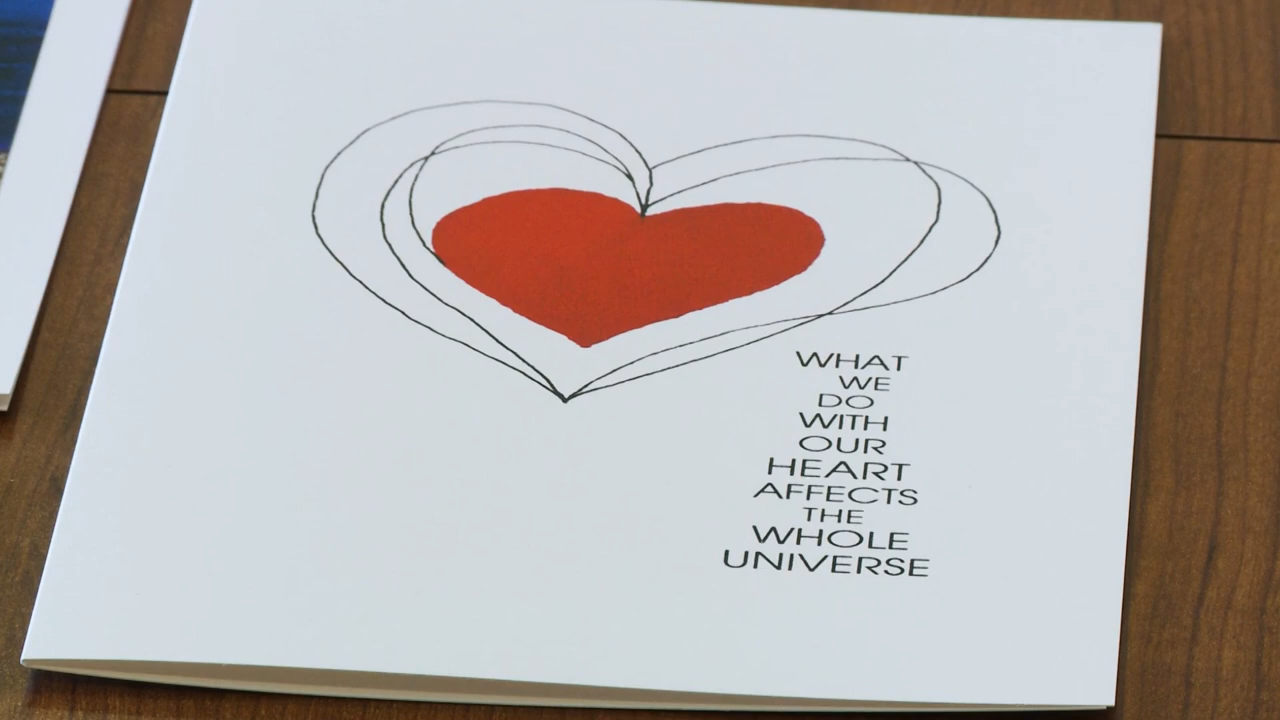 WHAT
WE
DO
WITH
OUR
HEART
AFFECTS
THE
WHOLE
UNIVERSE